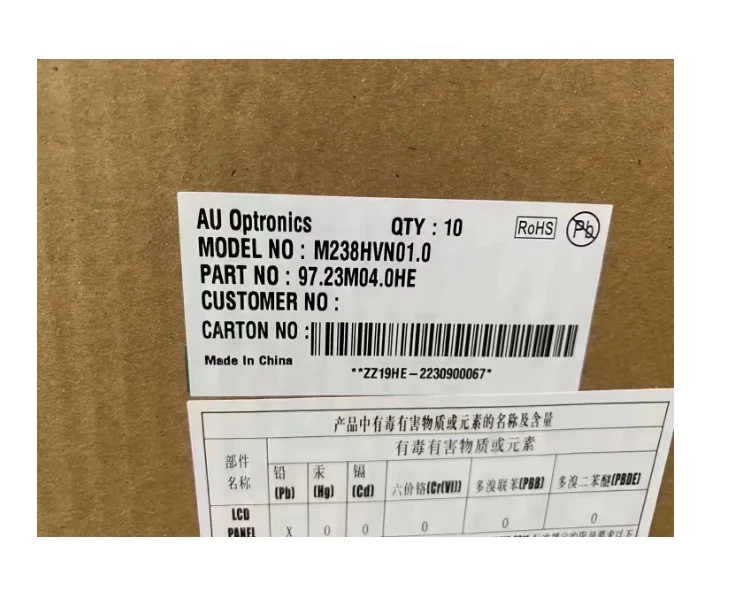 AU Optronics QTY : 10 RoHS Pb
MODEL NO : M238HVN01.0
PART NO : 97.23M04.0HE
CUSTOMER NO :
CARTON NO :
Made In China
**ZZ19HE-2230900067*
产品中有毒有害物质或元素的名称及含量
有毒有害物质或元素
部件名称 铅(Pb) 汞(Hg) 镉(Cd) 六价铬(Cr(VI)) 多溴联苯(PBB) 多溴二苯醚(PBDE)
LCD PANEL X 0 0 0 0 0